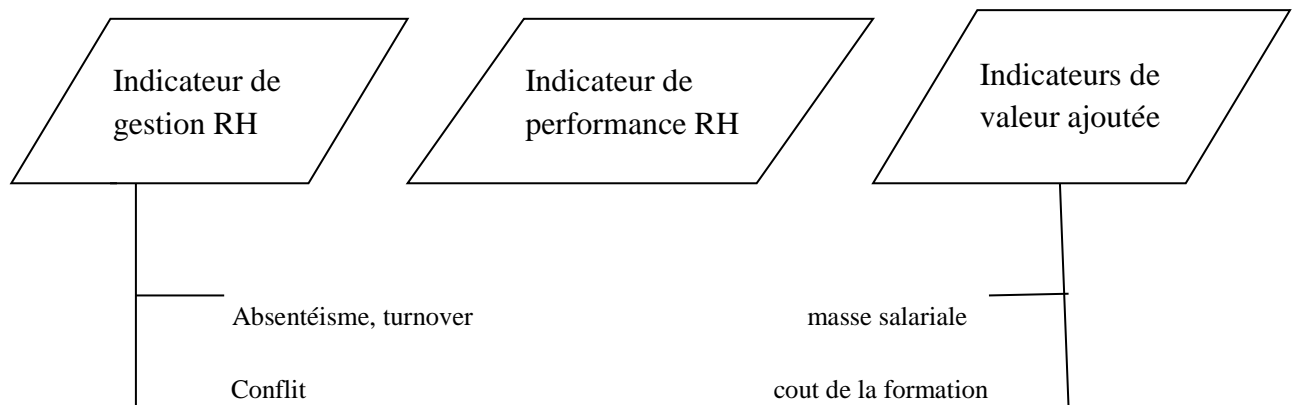 Indicateur de
gestion RH
Indicateur de
performance RH
Indicateurs de
valeur ajoutée
Absentéisme, turnover
masse salariale
Conflit
cout de la formation